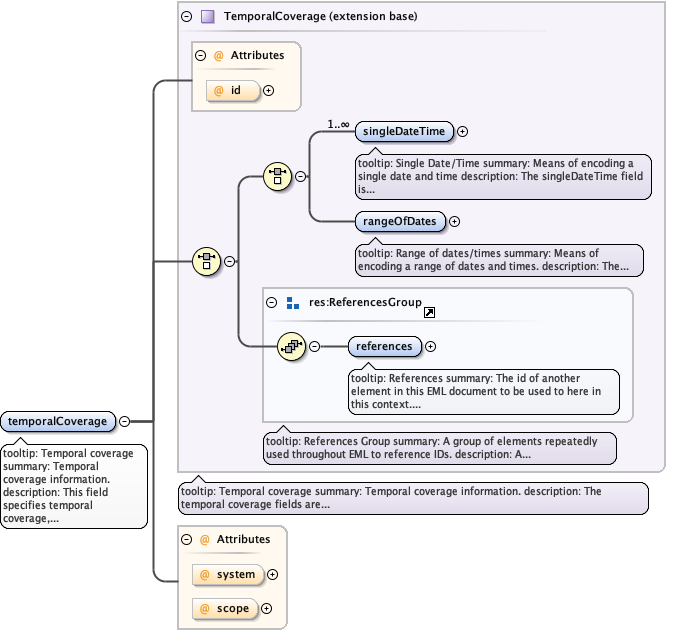 TemporalCoverage (extension base)
@ Attributes
@ id
1..∞
singleDateTime
tooltip: Single Date/Time summary: Means of encoding a
single date and time description: The singleDateTime field
is...
rangeOfDates
tooltip: Range of dates/times summary: Means of
encoding a range of dates and times. description: The...
res:ReferencesGroup
references
tooltip: References summary: The id of another
element in this EML document to be used to here in
this context....
tooltip: References Group summary: A group of elements repeatedly
used throughout EML to reference IDs. description: A...
temporalCoverage
tooltip: Temporal coverage
summary: Temporal
coverage information.
description: This field
specifies temporal
coverage,...
tooltip: Temporal coverage summary: Temporal coverage information. description: The
temporal coverage fields are...
@ Attributes
@ system
@ scope